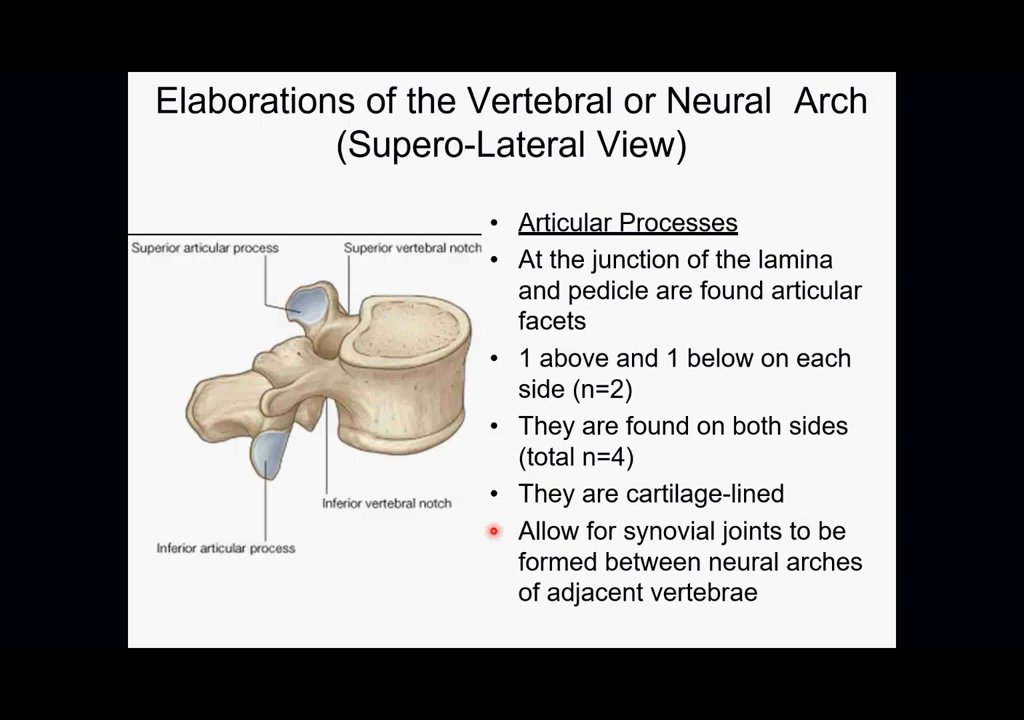 Elaborations of the Vertebral or Neural Arch
(Supero-Lateral View)
Superior articular process
Superior vertebral notch
Inferior vertebral notch
Inferior articular process
• Articular Processes
• At the junction of the lamina
and pedicle are found articular
facets
• 1 above and 1 below on each
side (n=2)
• They are found on both sides
(total n=4)
• They are cartilage-lined
• Allow for synovial joints to be
formed between neural arches
of adjacent vertebrae